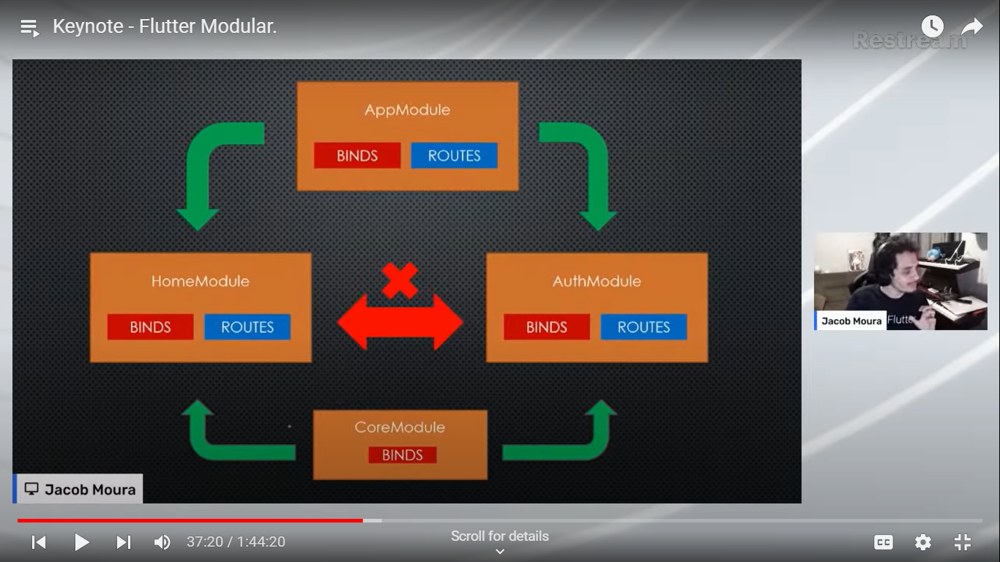 Keynote - Flutter Modular.
Restream
AppModule
BINDS
ROUTES
HomeModule
BINDS
ROUTES
AuthModule
BINDS
ROUTES
CoreModule
BINDS
Jacob Moura
Flutte
Jacob Moura
37:20 / 1:44:20
Scroll for details
CC